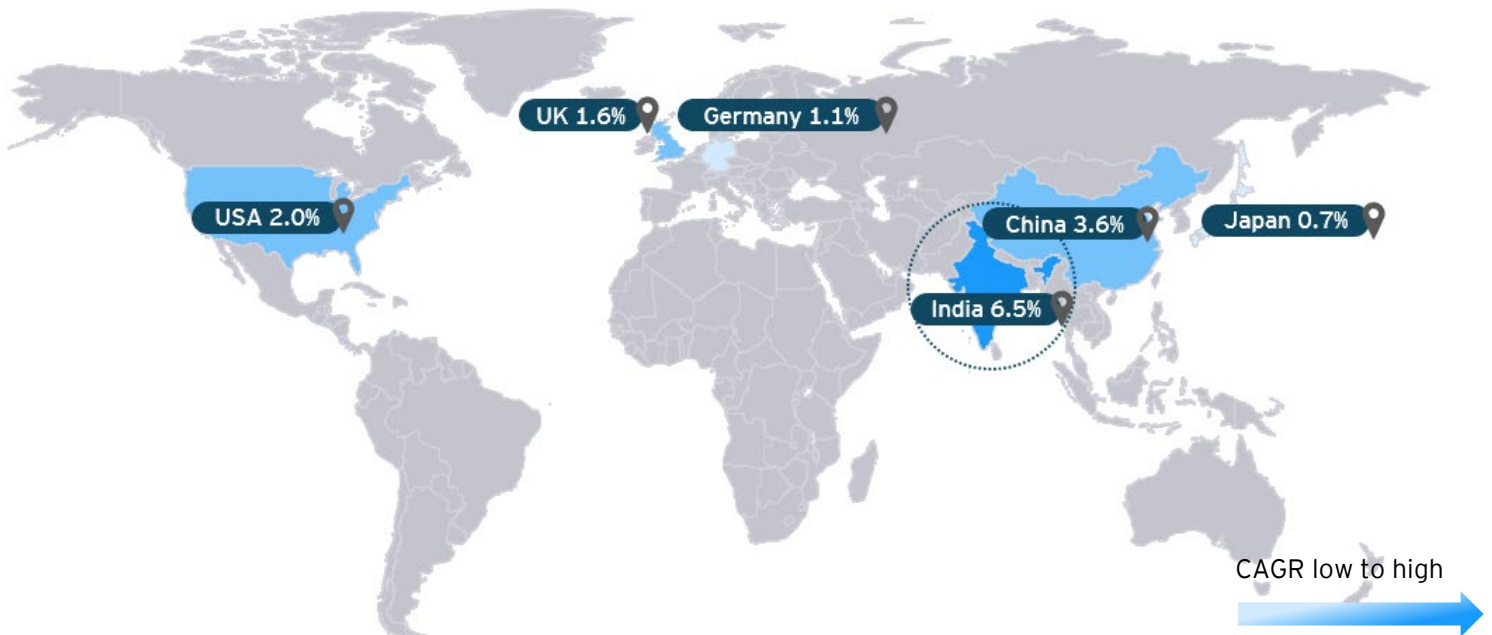 UK 1.6%
Germany 1.1%
USA 2.0%
China 3.6%
Japan 0.7%
India 6.5%
CAGR low to high